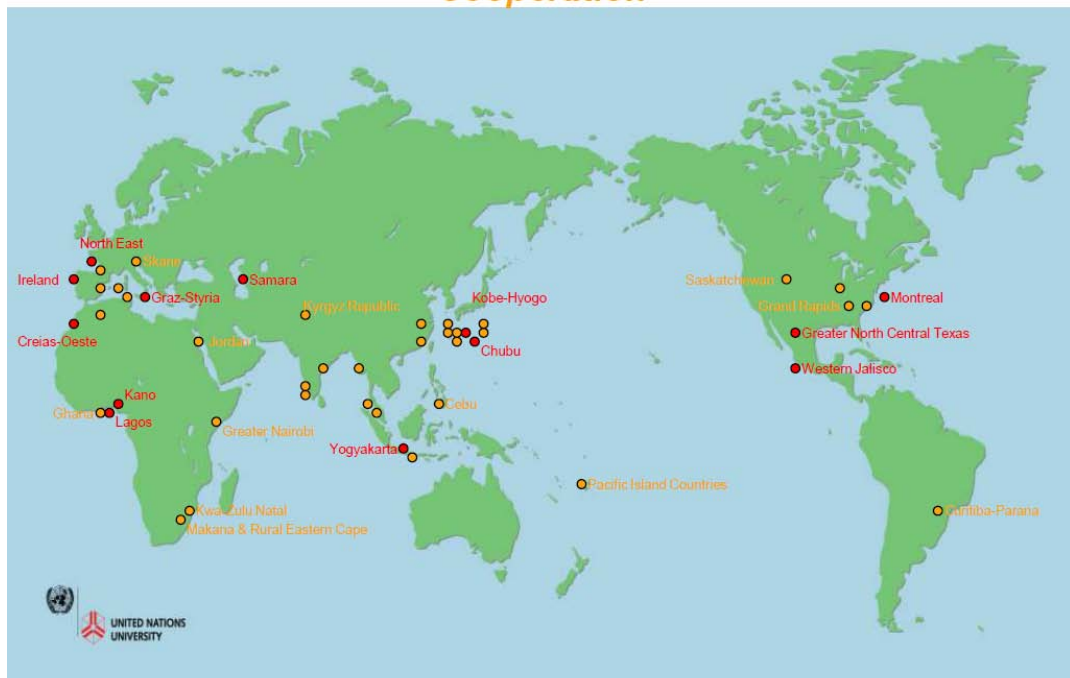 Cooperation
North East
Skane
Ireland
Samara
Graz-Styria
Kyrgyz Republic
Kobe-Hyogo
Creias-Oeste
Jordan
Chubu
Kano
Ghana
Lagos
Greater Nairobi
Cebu
Yogyakarta
Pacific Island Countries
Kwa-Zulu Natal
Makana & Rural Eastern Cape
Saskatchewan
Grand Rapids
Montreal
Greater North Central Texas
Western Jalisco
Curitiba-Parana
UNITED NATIONS
UNIVERSITY